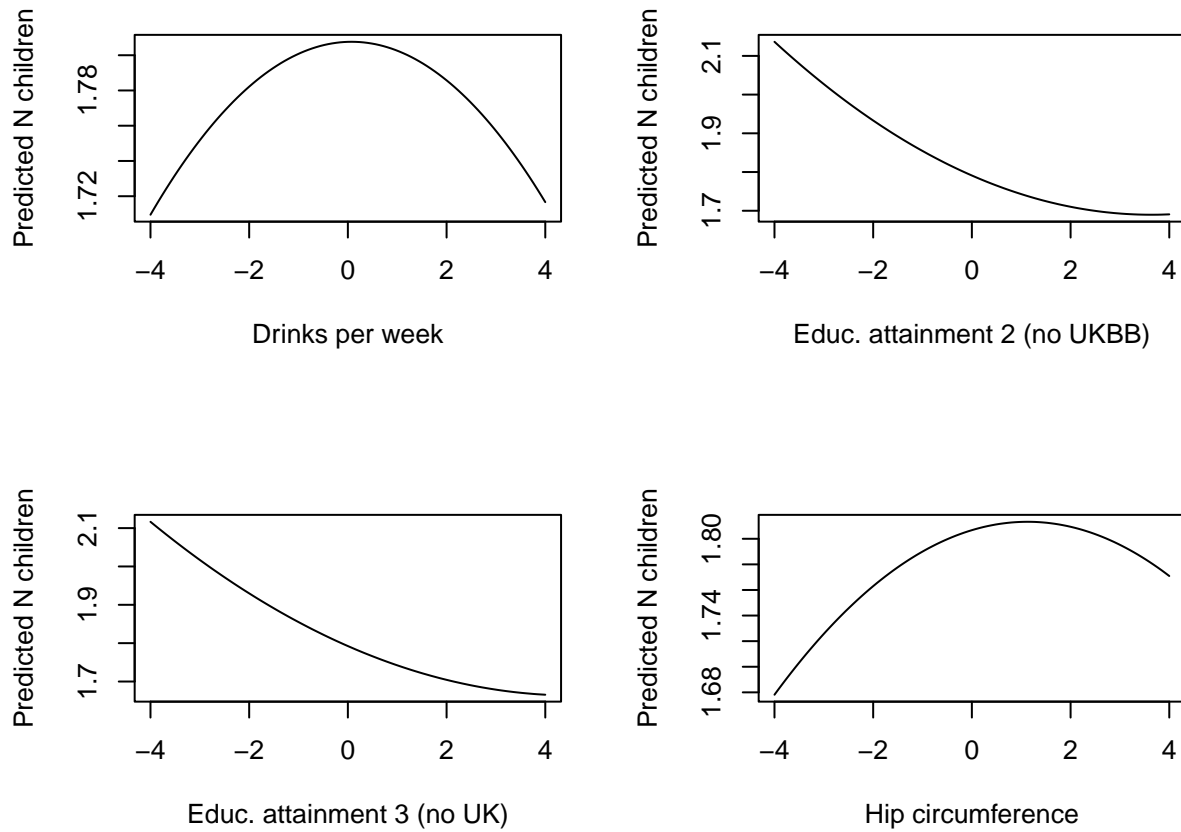 Predicted N children
1.72 1.78
−4 −2 0 2 4
Drinks per week
Predicted N children
1.7 1.9 2.1
−4 −2 0 2 4
Educ. attainment 2 (no UKBB)
Predicted N children
1.7 1.9 2.1
−4 −2 0 2 4
Educ. attainment 3 (no UK)
Predicted N children
1.68 1.74 1.80
−4 −2 0 2 4
Hip circumference